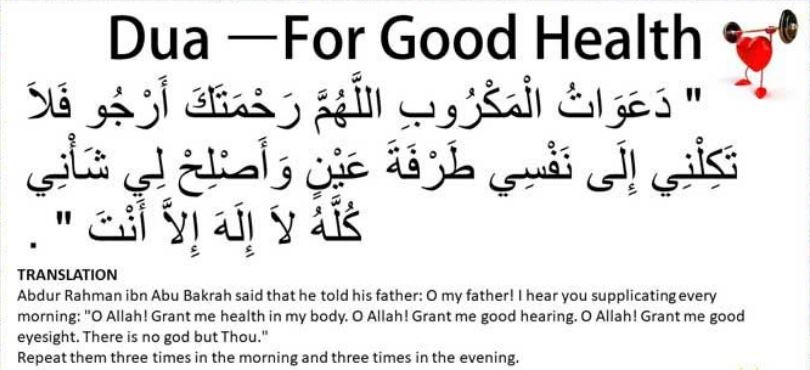 Dua —For Good Health
" دَعَوَاتُ الْمَكْرُوبِ اللَّهُمَّ رَحْمَتَكَ أَرْجُو فَلاَ
تَكِلْنِي إِلَى نَفْسِي طَرْفَةَ عَيْنٍ وَأَصْلِحْ لِي شَأْنِي
كُلَّهُ لاَ إِلَهَ إِلاَّ أَنْتَ " .
TRANSLATION
Abdur Rahman ibn Abu Bakrah said that he told his father: O my father! I hear you supplicating every
morning: "O Allah! Grant me health in my body. O Allah! Grant me good hearing. O Allah! Grant me good
eyesight. There is no god but Thou."
Repeat them three times in the morning and three times in the evening.